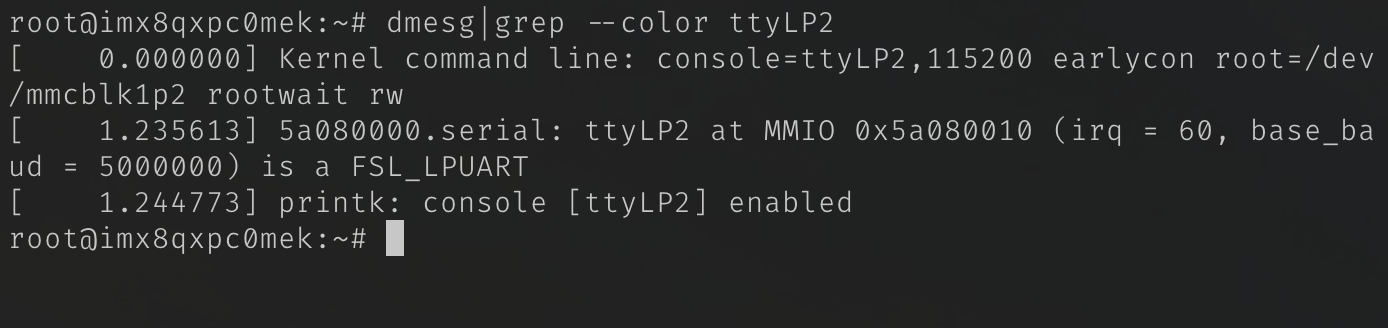 root@imx8qxpc0mek:~# dmesg|grep --color ttyLP2
[    0.000000] Kernel command line: console=ttyLP2,115200 earlycon root=/dev
/mmcblk1p2 rootwait rw
[    1.235613] 5a080000.serial: ttyLP2 at MMIO 0x5a080010 (irq = 60, base_ba
ud = 5000000) is a FSL_LPUART
[    1.244773] printk: console [ttyLP2] enabled
root@imx8qxpc0mek:~#